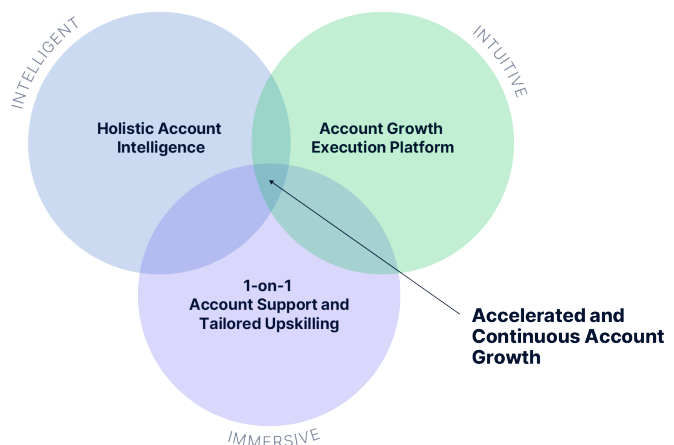 INTELLIGENT
INTUITIVE
Holistic Account
Intelligence
Account Growth
Execution Platform
1-on-1
Account Support and
Tailored Upskilling
Accelerated and
Continuous Account
Growth
IMMERSIVE